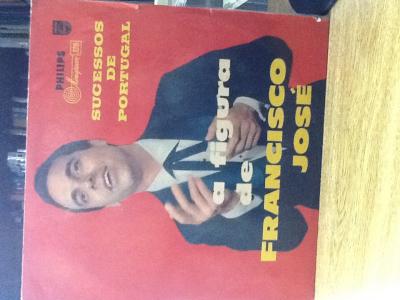 PHILIPS
SUCESSOS
DE
PORTUGAL
a figura
de
FRANCISCO
JOSÉ